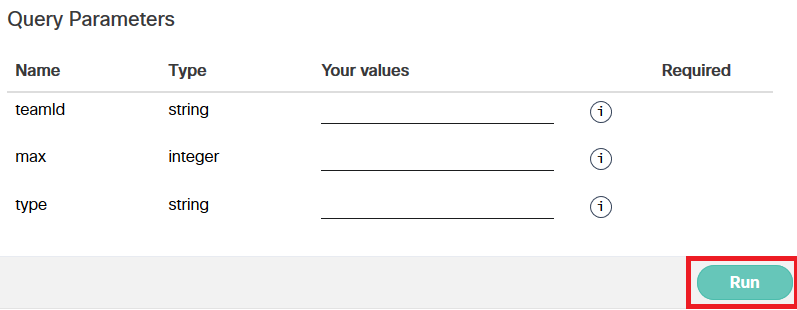 Query Parameters
Name Type Your values Required
teamId string i
max integer i
type string i
Run